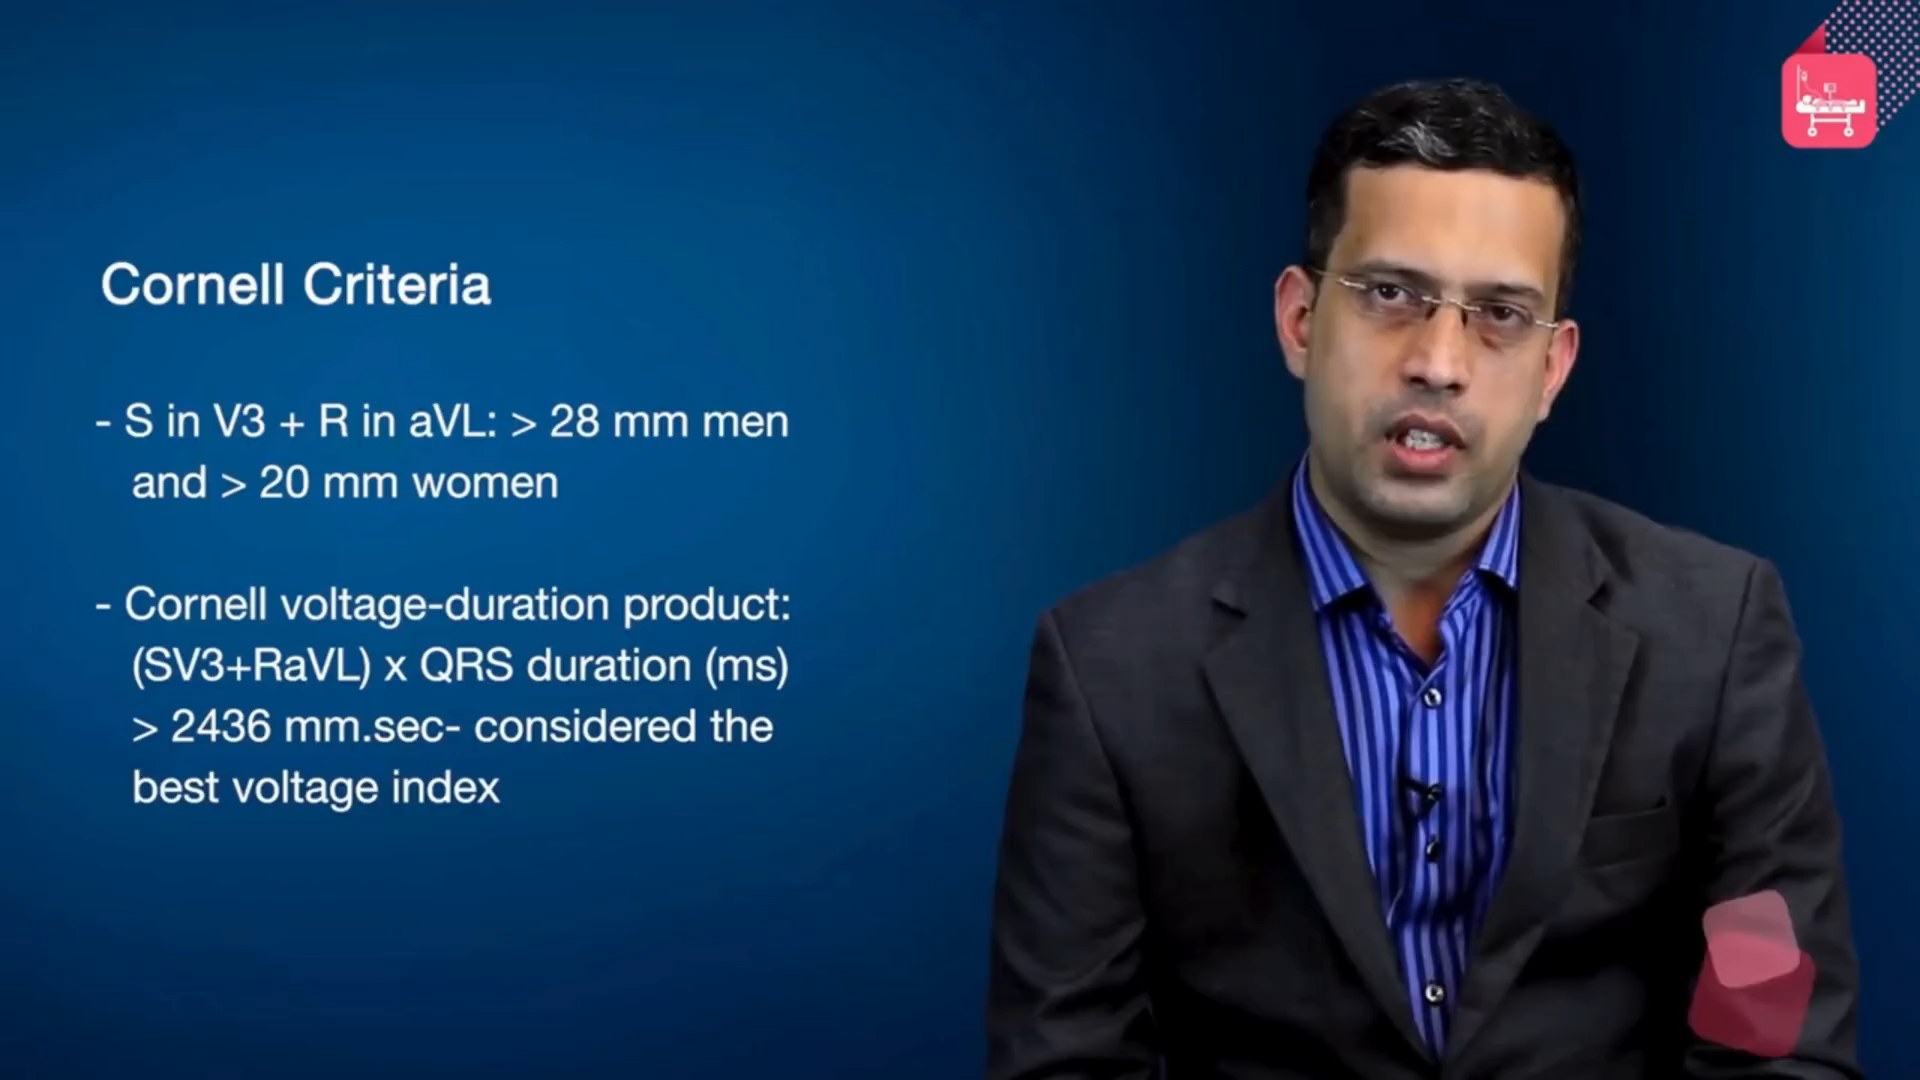 Cornell Criteria
- S in V3 + R in aVL: > 28 mm men
and > 20 mm women
- Cornell voltage-duration product:
(SV3+RaVL) x QRS duration (ms)
> 2436 mm.sec- considered the
best voltage index